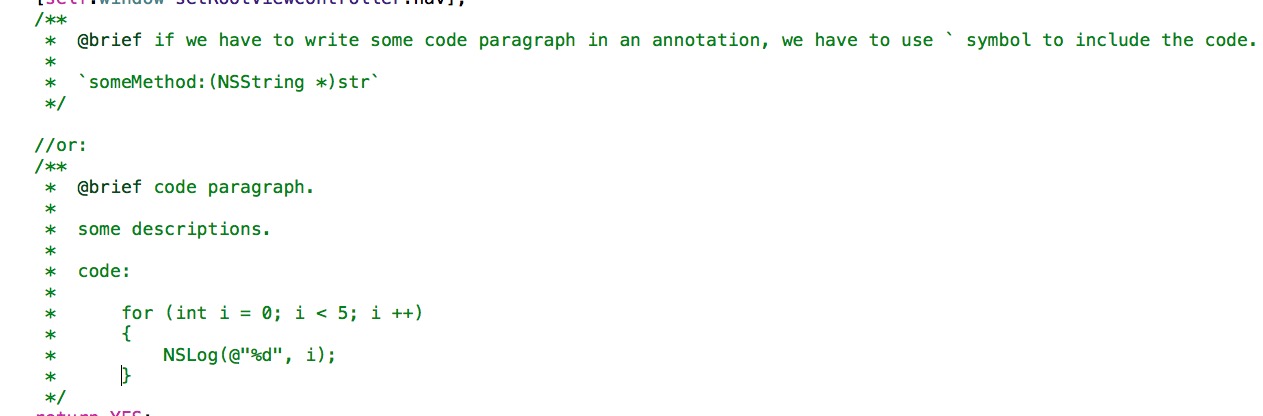 [self.window setRootViewController:nav];
/**
 *  @brief if we have to write some code paragraph in an annotation, we have to use ` symbol to include the code.
 *
 *  `someMethod:(NSString *)str`
 */
//or:
/**
 *  @brief code paragraph.
 *
 *  some descriptions.
 *
 *  code:
 *
 *      for (int i = 0; i < 5; i ++)
 *      {
 *          NSLog(@"%d", i);
 *      }
 */
return YES;